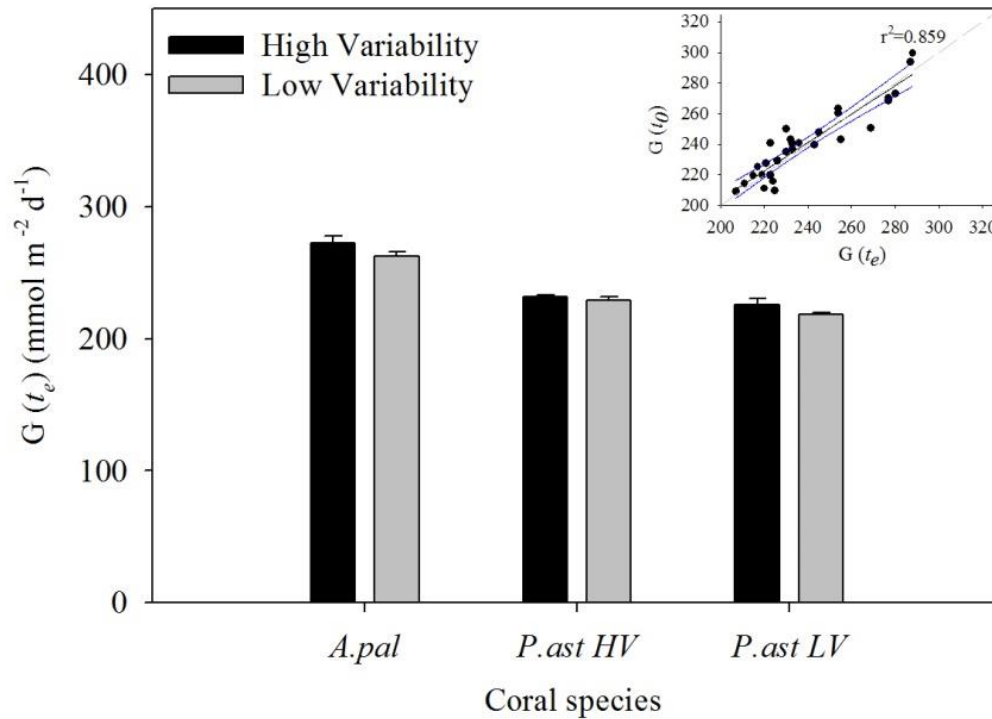 High Variability
Low Variability
400
300
200
100
0
G (te) (mmol m -2 d-1)
A.pal
P.ast HV
P.ast LV
Coral species
r²=0.859
320
300
280
260
240
220
200
G (t0)
200 220 240 260 280 300 320
G (te)